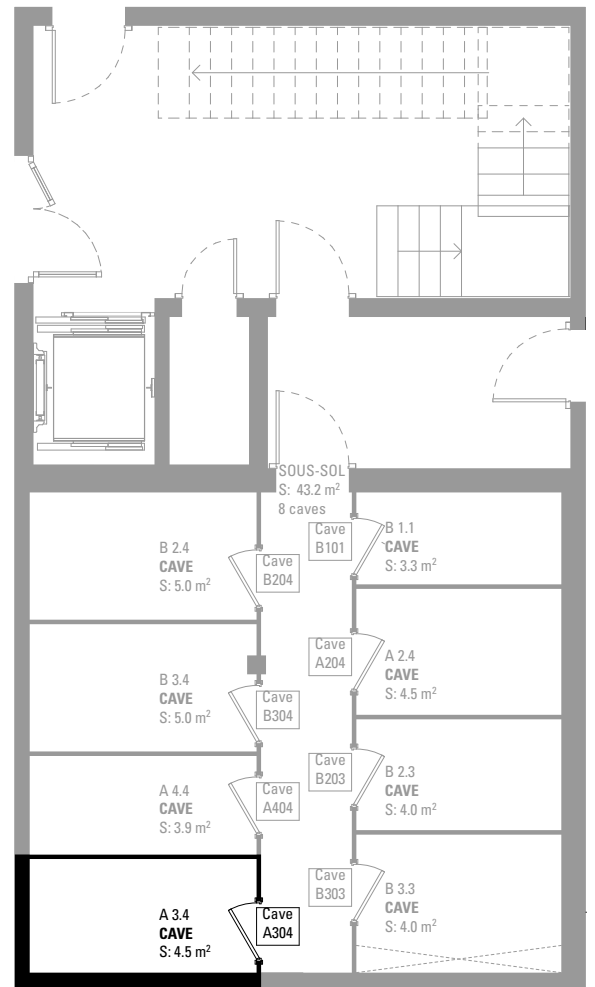 SOUS-SOL
S: 43.2 m²
8 caves
B 2.4
CAVE
S: 5.0 m²
Cave
B204
Cave
B101
B 1.1
CAVE
S: 3.3 m²
B 3.4
CAVE
S: 5.0 m²
Cave
B304
Cave
A204
A 2.4
CAVE
S: 4.5 m²
A 4.4
CAVE
S: 3.9 m²
Cave
A404
Cave
B203
B 2.3
CAVE
S: 4.0 m²
A 3.4
CAVE
S: 4.5 m²
Cave
A304
Cave
B303
B 3.3
CAVE
S: 4.0 m²